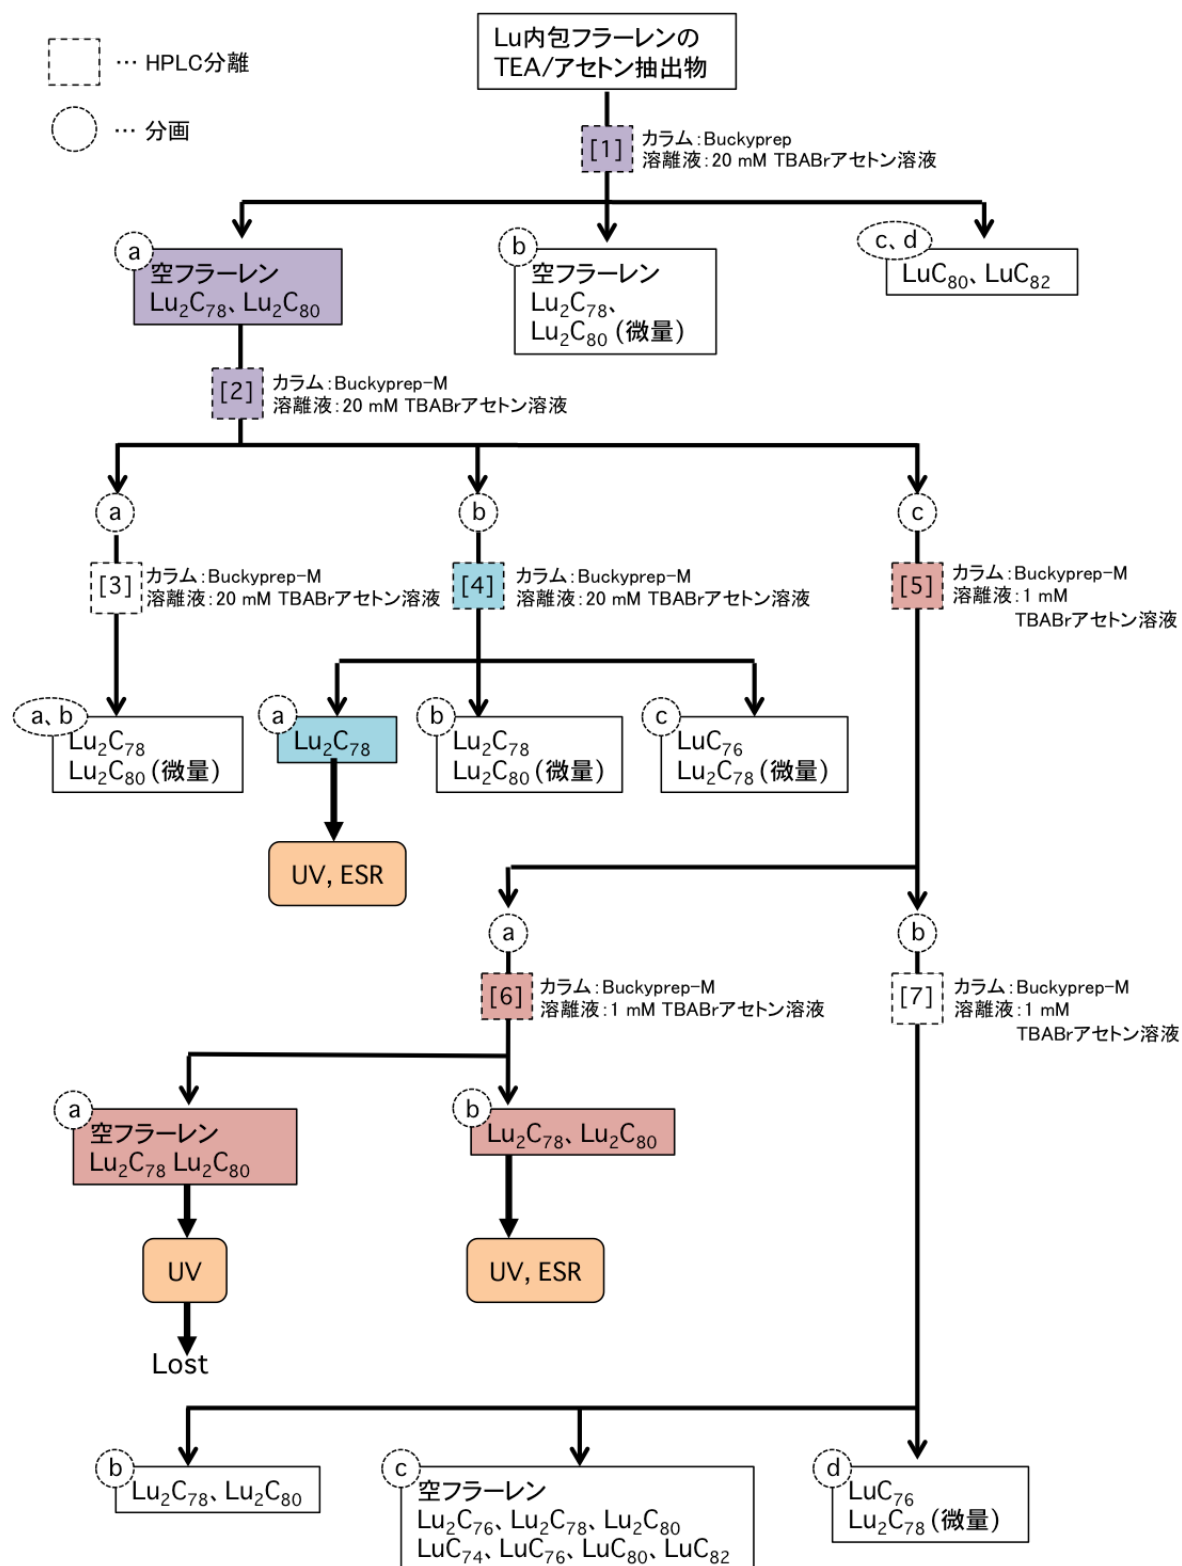 Lu内包フラーレンの
TEA/アセトン抽出物
… HPLC分離
… 分画
[1]
カラム：Buckyprep
溶離液：20 mM TBABrアセトン溶液
a
空フラーレン
Lu₂C₇₈、Lu₂C₈₀
b
空フラーレン
Lu₂C₇₈、
Lu₂C₈₀ (微量)
c、d
LuC₈₀、LuC₈₂
[2]
カラム：Buckyprep-M
溶離液：20 mM TBABrアセトン溶液
a
b
c
[3]
カラム：Buckyprep-M
溶離液：20 mM TBABrアセトン溶液
[4]
カラム：Buckyprep-M
溶離液：20 mM TBABrアセトン溶液
[5]
カラム：Buckyprep-M
溶離液：1 mM
TBABrアセトン溶液
a、b
Lu₂C₇₈
Lu₂C₈₀ (微量)
a
Lu₂C₇₈
b
Lu₂C₇₈
Lu₂C₈₀ (微量)
c
LuC₇₆
Lu₂C₇₈ (微量)
UV, ESR
a
b
[6]
カラム：Buckyprep-M
溶離液：1 mM TBABrアセトン溶液
[7]
カラム：Buckyprep-M
溶離液：1 mM
TBABrアセトン溶液
a
空フラーレン
Lu₂C₇₈ Lu₂C₈₀
b
Lu₂C₇₈、Lu₂C₈₀
UV
UV, ESR
Lost
b
Lu₂C₇₈、Lu₂C₈₀
c
空フラーレン
Lu₂C₇₆、Lu₂C₇₈、Lu₂C₈₀
LuC₇₄、LuC₇₆、LuC₈₀、LuC₈₂
d
LuC₇₆
Lu₂C₇₈ (微量)